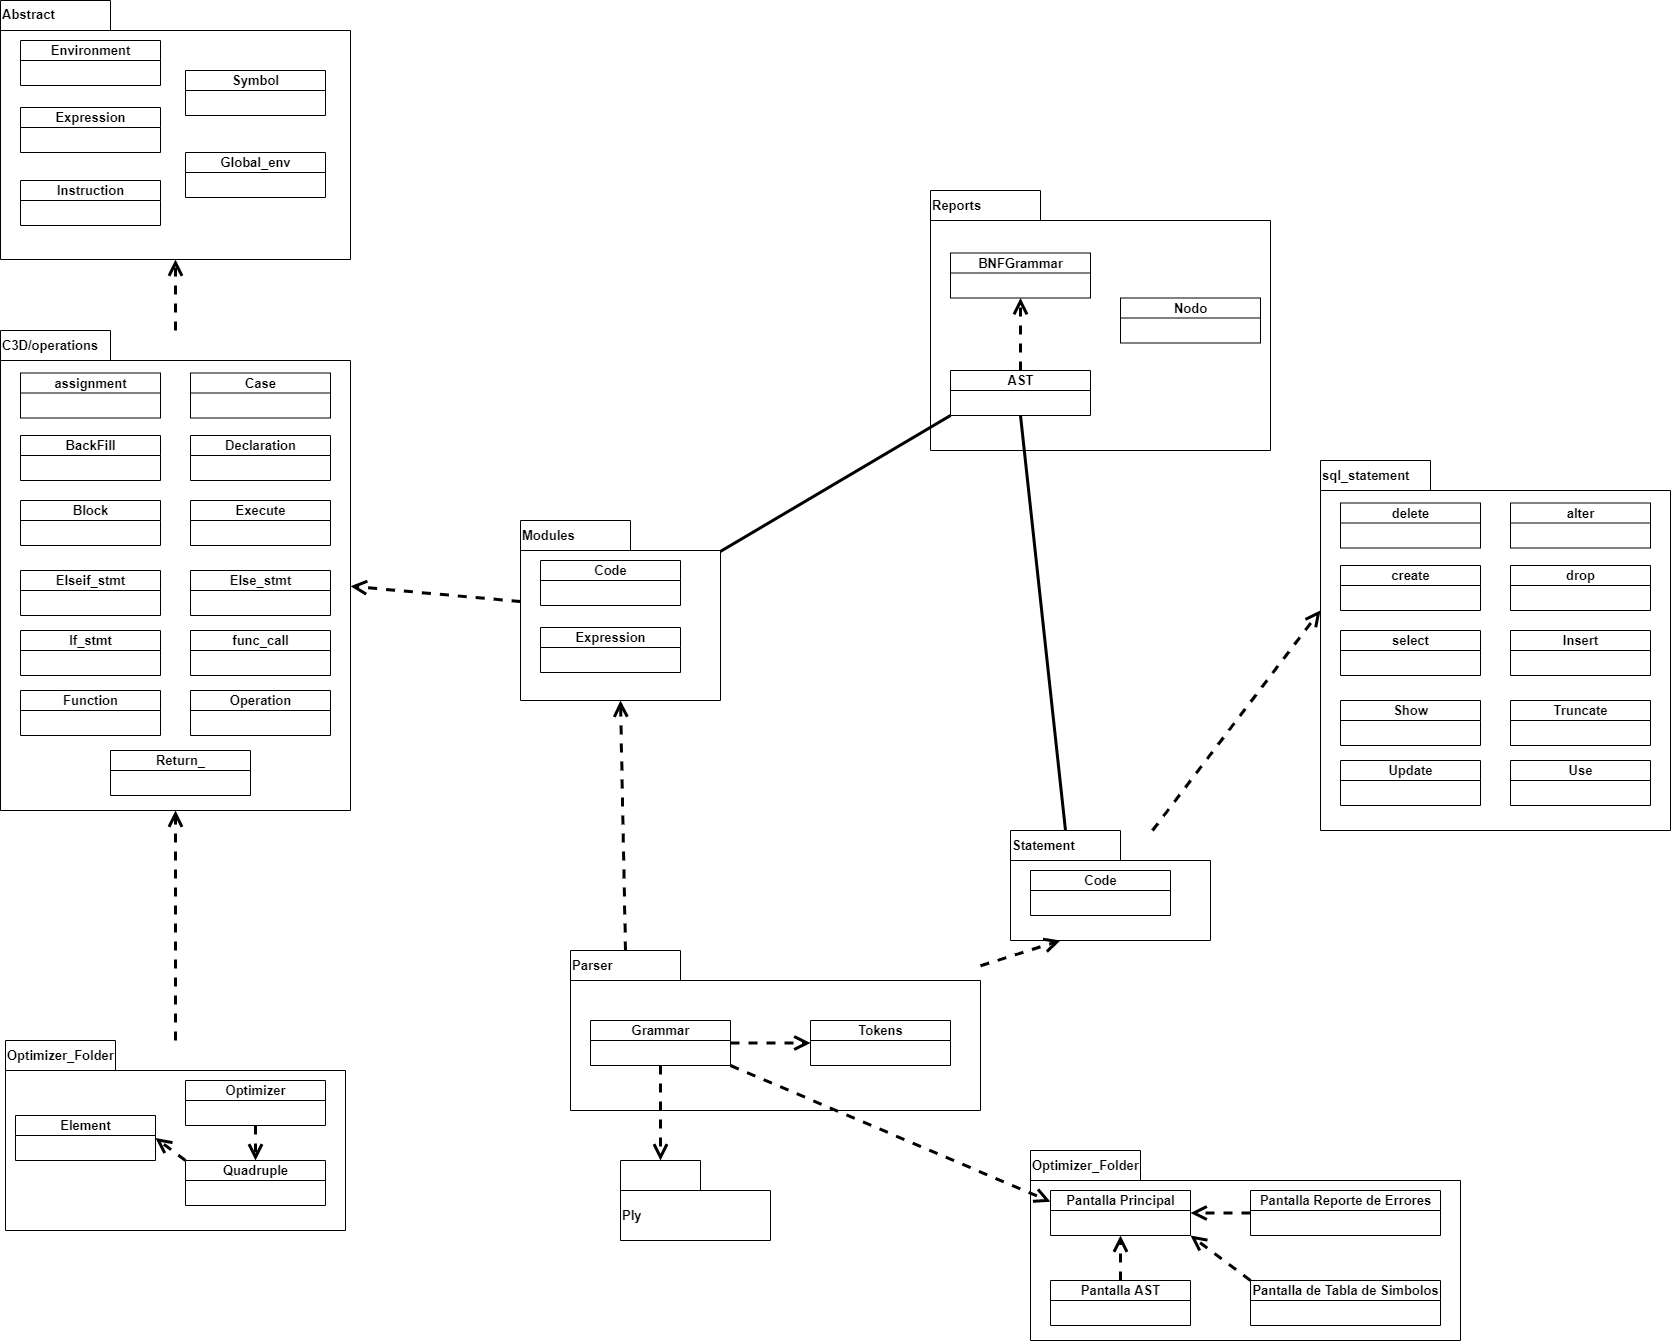 Abstract
Environment
Symbol
Expression
Global_env
Instruction
C3D/operations
assignment
Case
BackFill
Declaration
Block
Execute
Elseif_stmt
Else_stmt
If_stmt
func_call
Function
Operation
Return_
Optimizer_Folder
Optimizer
Element
Quadruple
Modules
Code
Expression
Reports
BNFGrammar
Nodo
AST
sql_statement
delete
alter
create
drop
select
Insert
Show
Truncate
Update
Use
Statement
Code
Parser
Grammar
Tokens
Ply
Optimizer_Folder
Pantalla Principal
Pantalla Reporte de Errores
Pantalla AST
Pantalla de Tabla de Simbolos